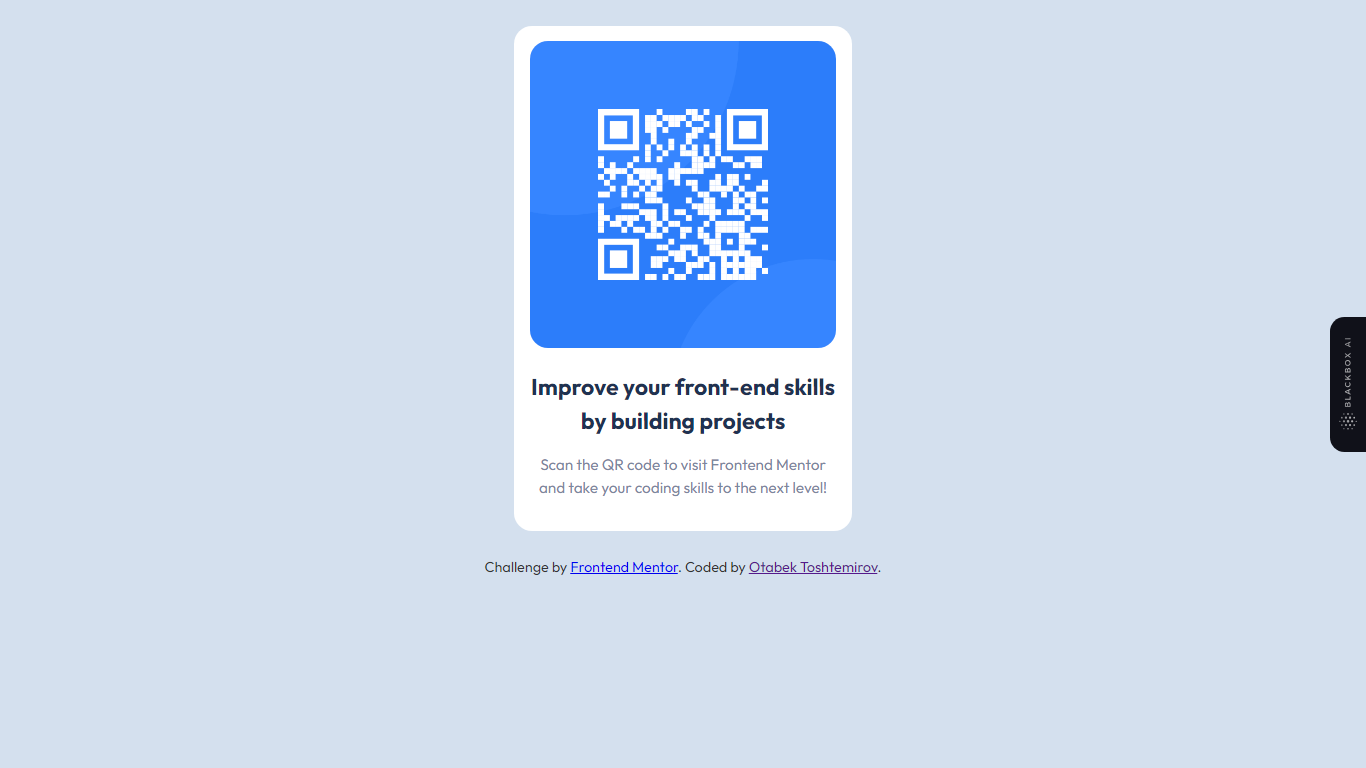 Improve your front-end skills
by building projects
Scan the QR code to visit Frontend Mentor
and take your coding skills to the next level!
Challenge by Frontend Mentor. Coded by Otabek Toshtemirov.
BLACKBOX AI